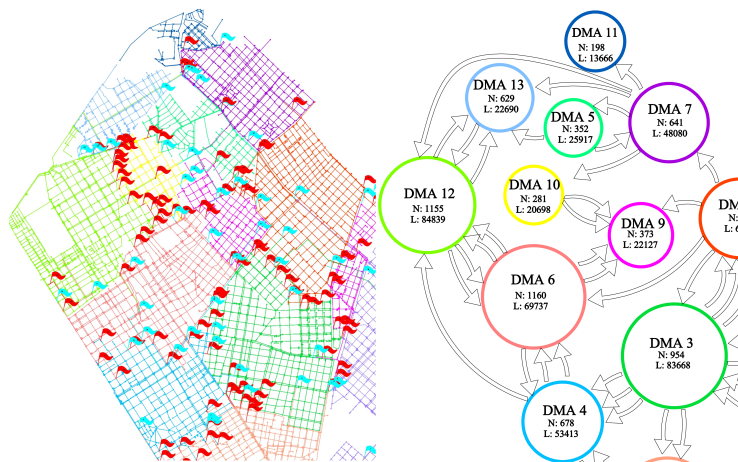 DMA 11
N: 198
L: 13666
DMA 13
N: 629
L: 22690
DMA 5
N: 352
L: 25917
DMA 7
N: 641
L: 48080
DMA 12
N: 1155
L: 84839
DMA 10
N: 281
L: 20698
DMA 9
N: 373
L: 22127
DM
N:
L: 6
DMA 6
N: 1160
L: 69737
DMA 3
N: 954
L: 83668
DMA 4
N: 678
L: 53413